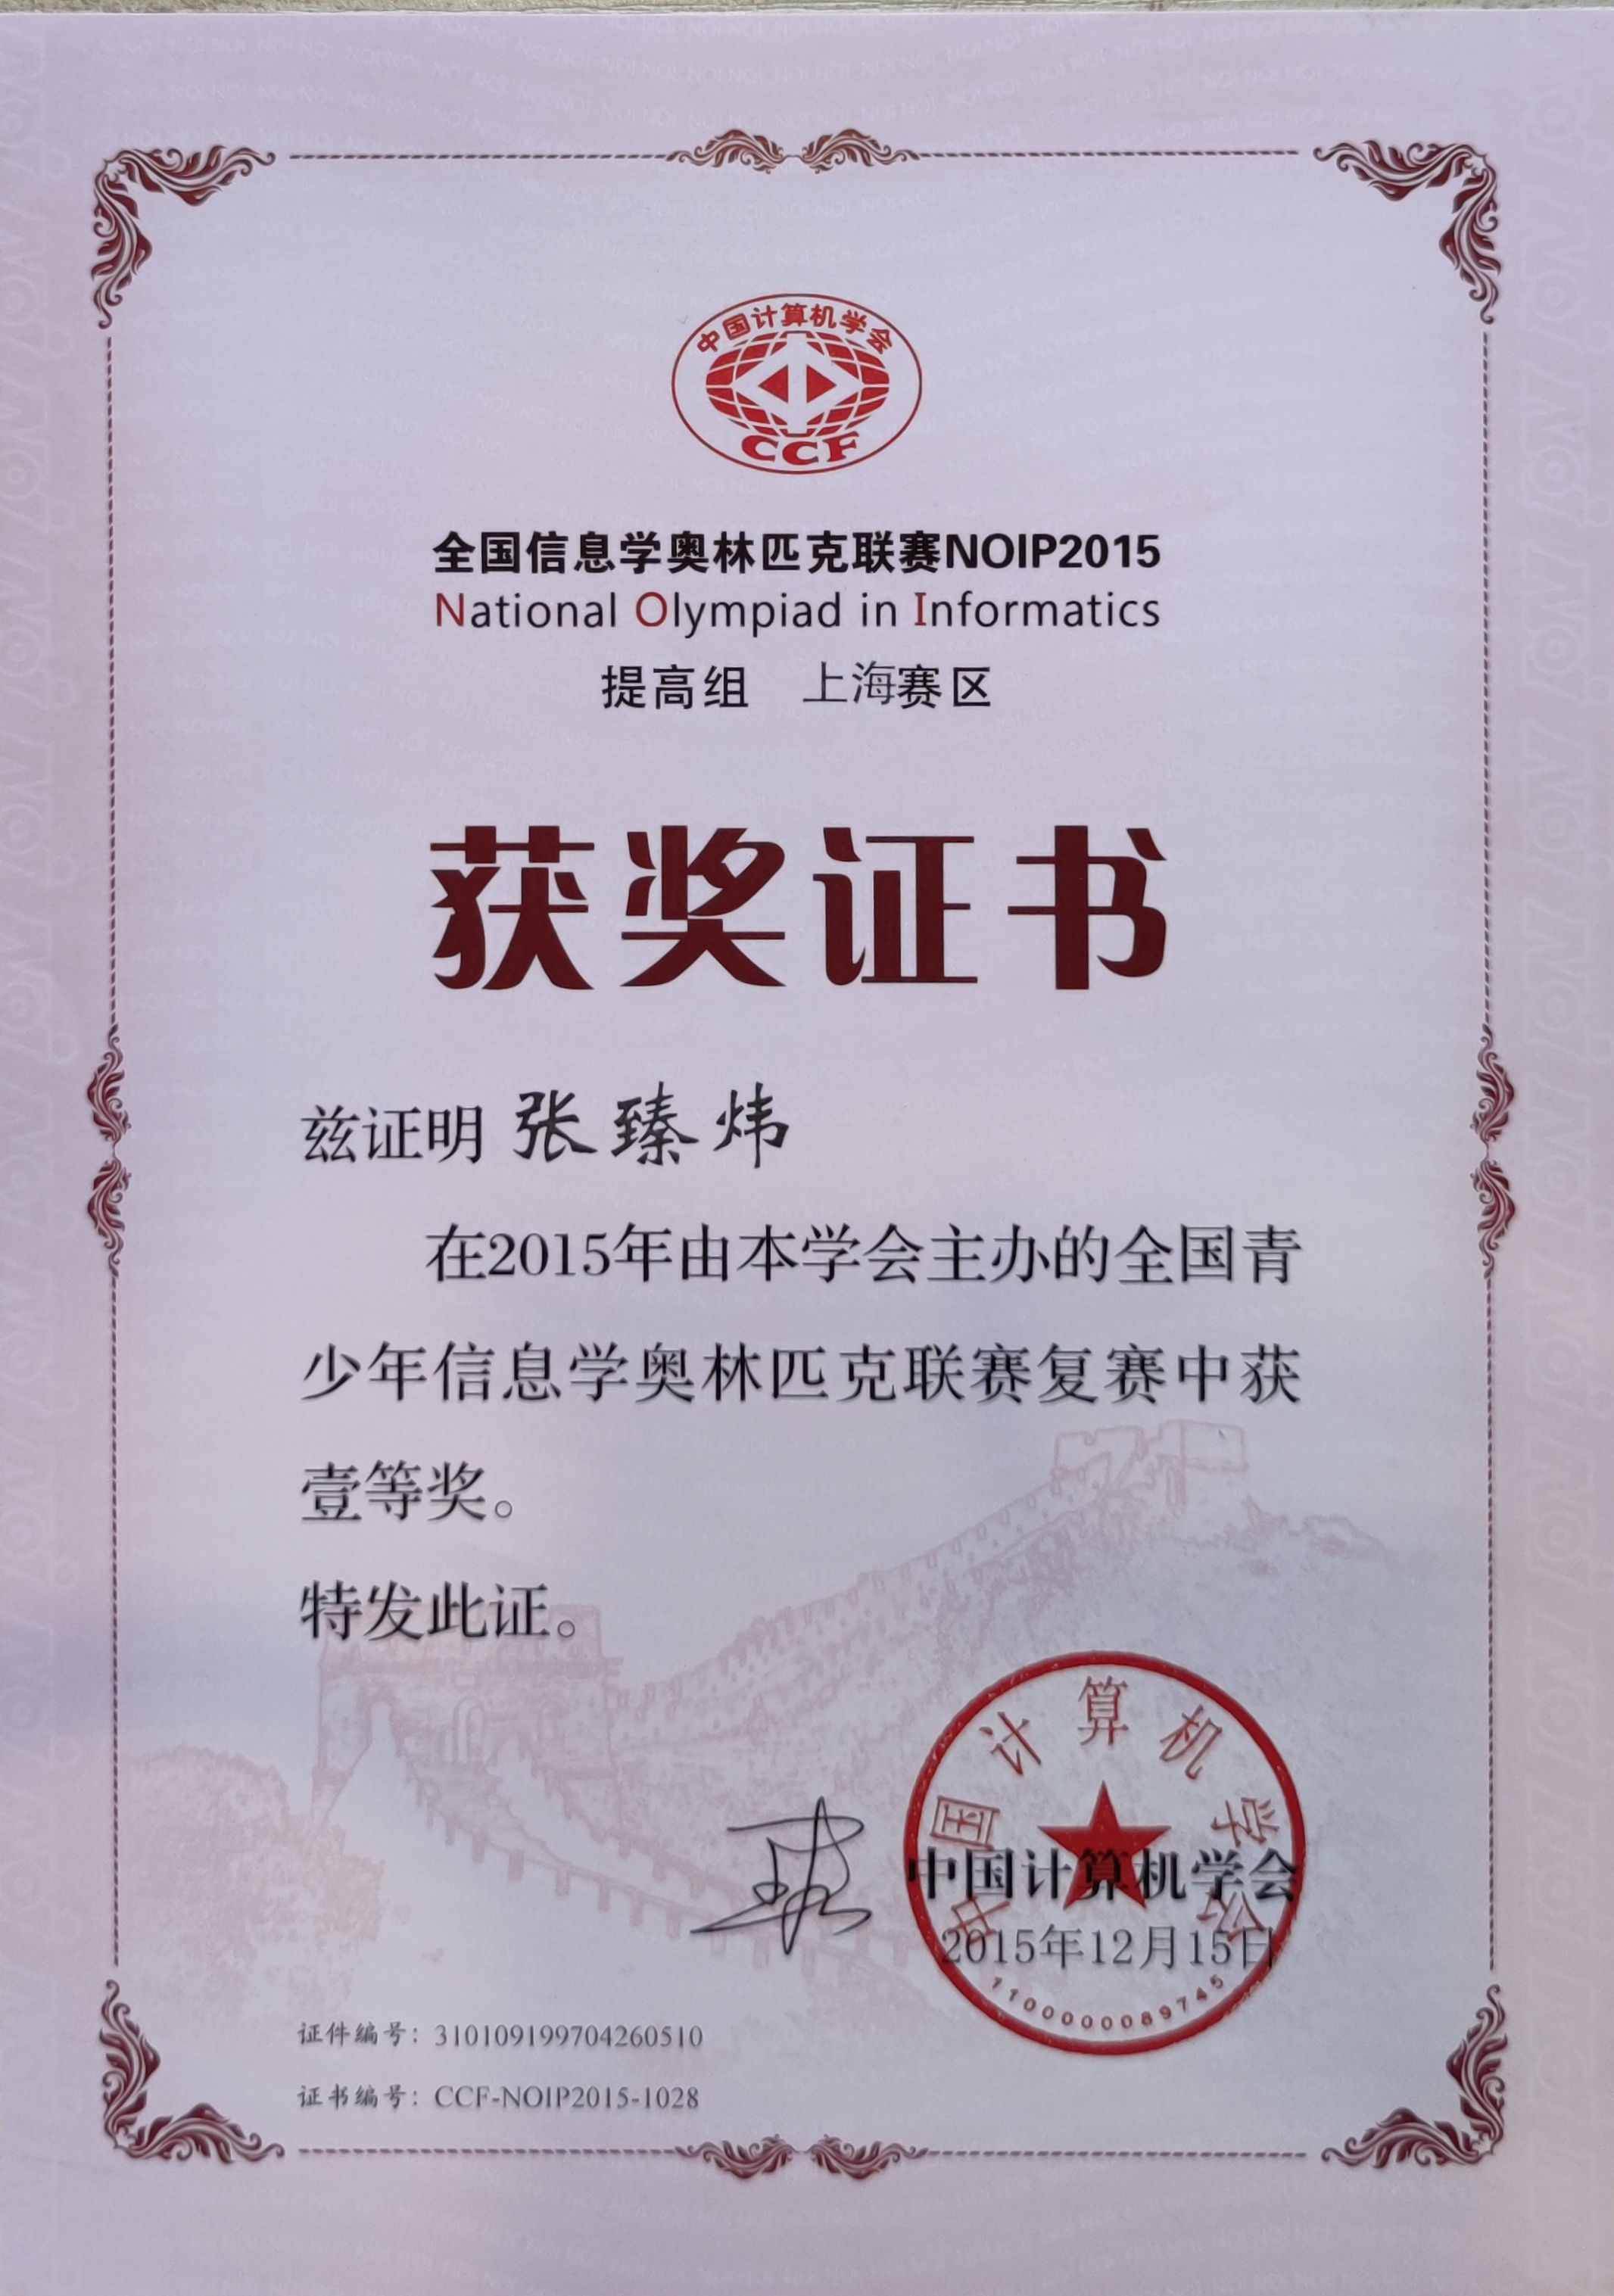 中国计算机学会
CCF
全国信息学奥林匹克联赛NOIP2015
National Olympiad in Informatics
提高组 上海赛区
获奖证书
兹证明 张臻炜
在2015年由本学会主办的全国青
少年信息学奥林匹克联赛复赛中获
壹等奖。
特发此证。
中国计算机学会
中国计算机学会
2015年12月15日
1100000089745
证件编号：310109199704260510
证书编号：CCF-NOIP2015-1028